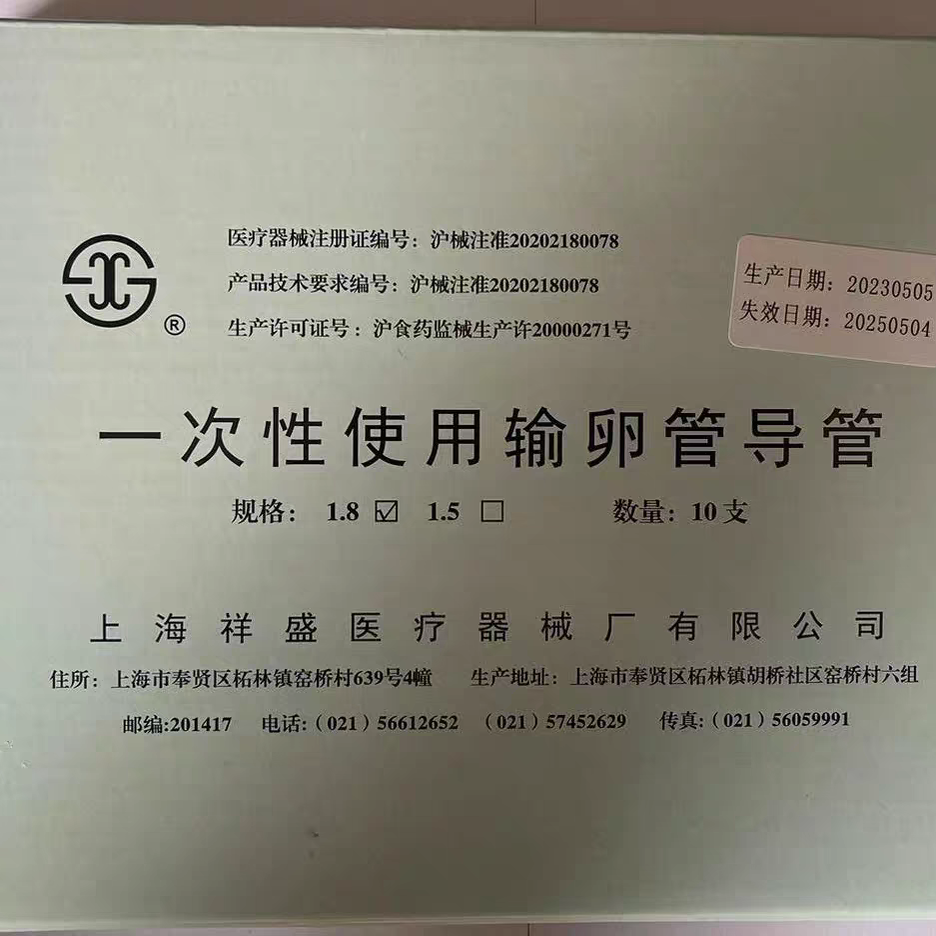 医疗器械注册证编号：沪械注准20202180078
产品技术要求编号：沪械注准20202180078
生产许可证号：沪食药监械生产许20000271号
®
生产日期：20230505
失效日期：20250504
一次性使用输卵管导管
规格： 1.8 ☑ 1.5 □ 数量：10支
上海祥盛医疗器械厂有限公司
住所：上海市奉贤区柘林镇窑桥村639号4幢 生产地址：上海市奉贤区柘林镇胡桥社区窑桥村六组
邮编:201417 电话:（021）56612652 （021）57452629 传真:（021）56059991